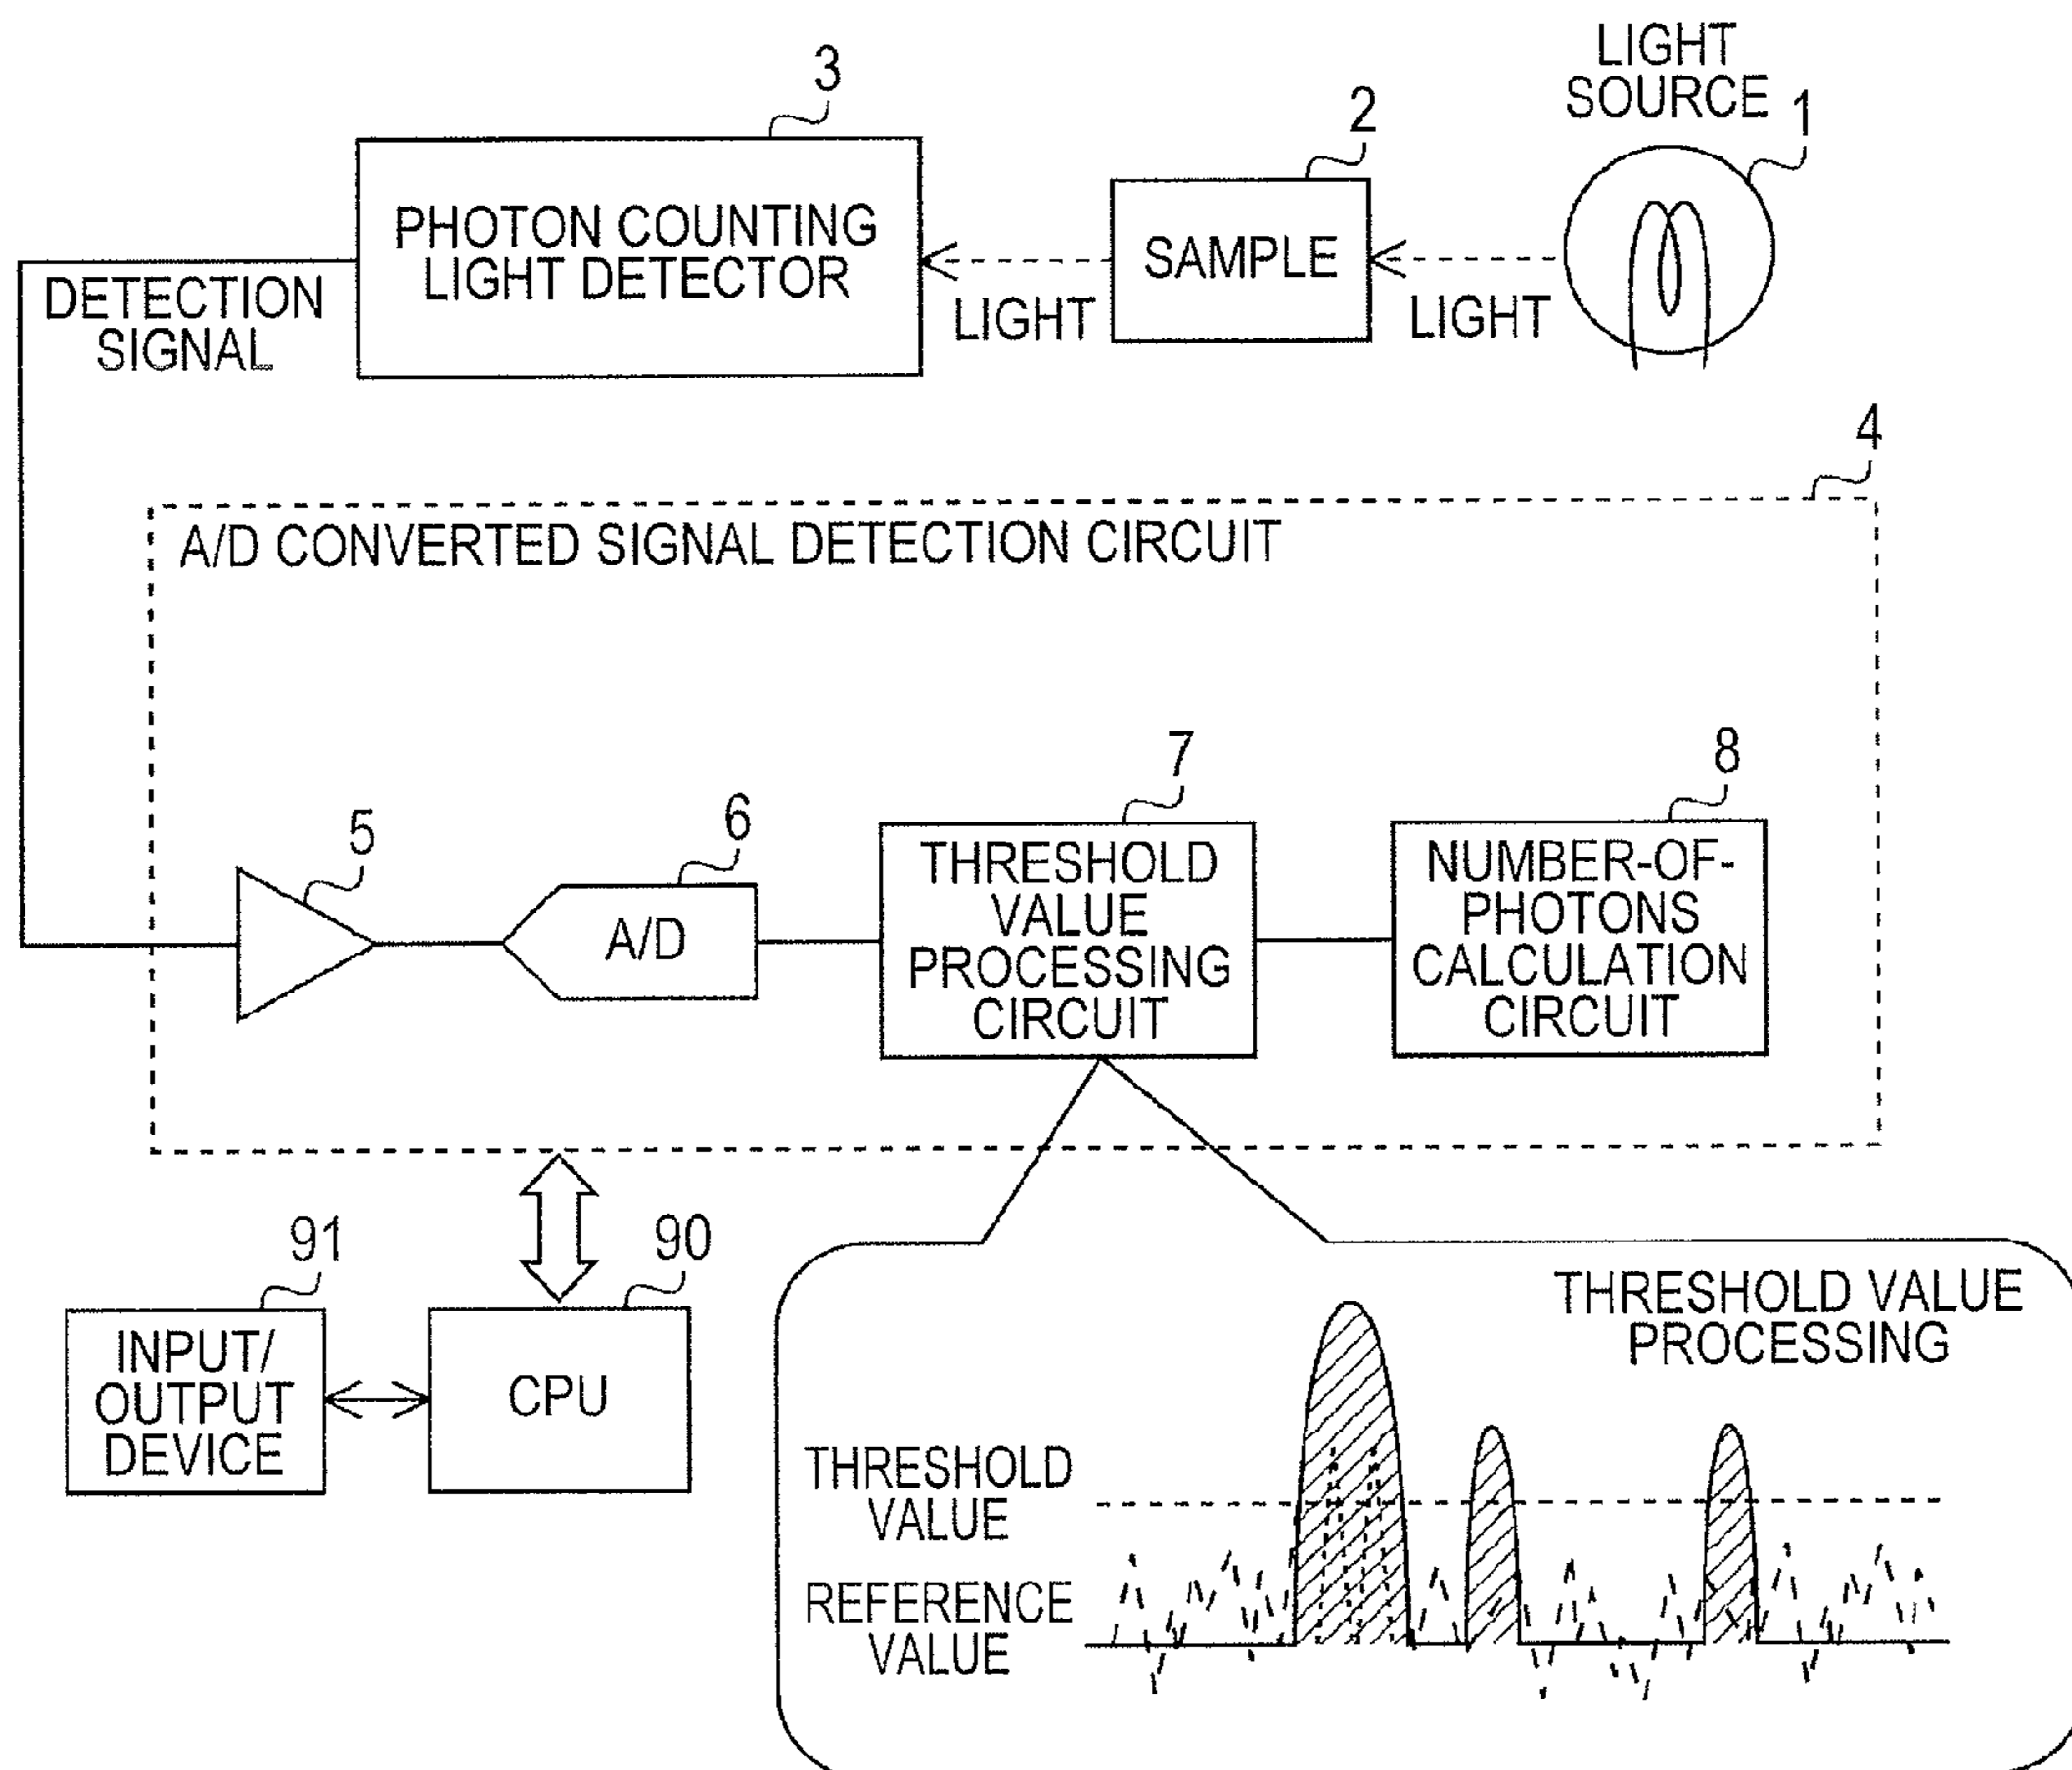 LIGHT
SOURCE
1
2
3
PHOTON COUNTING
LIGHT DETECTOR
SAMPLE
LIGHT
LIGHT
DETECTION
SIGNAL
4
A/D CONVERTED SIGNAL DETECTION CIRCUIT
5
6
A/D
7
THRESHOLD
VALUE
PROCESSING
CIRCUIT
8
NUMBER-OF-
PHOTONS
CALCULATION
CIRCUIT
91
INPUT/
OUTPUT
DEVICE
90
CPU
THRESHOLD VALUE
PROCESSING
THRESHOLD
VALUE
REFERENCE
VALUE